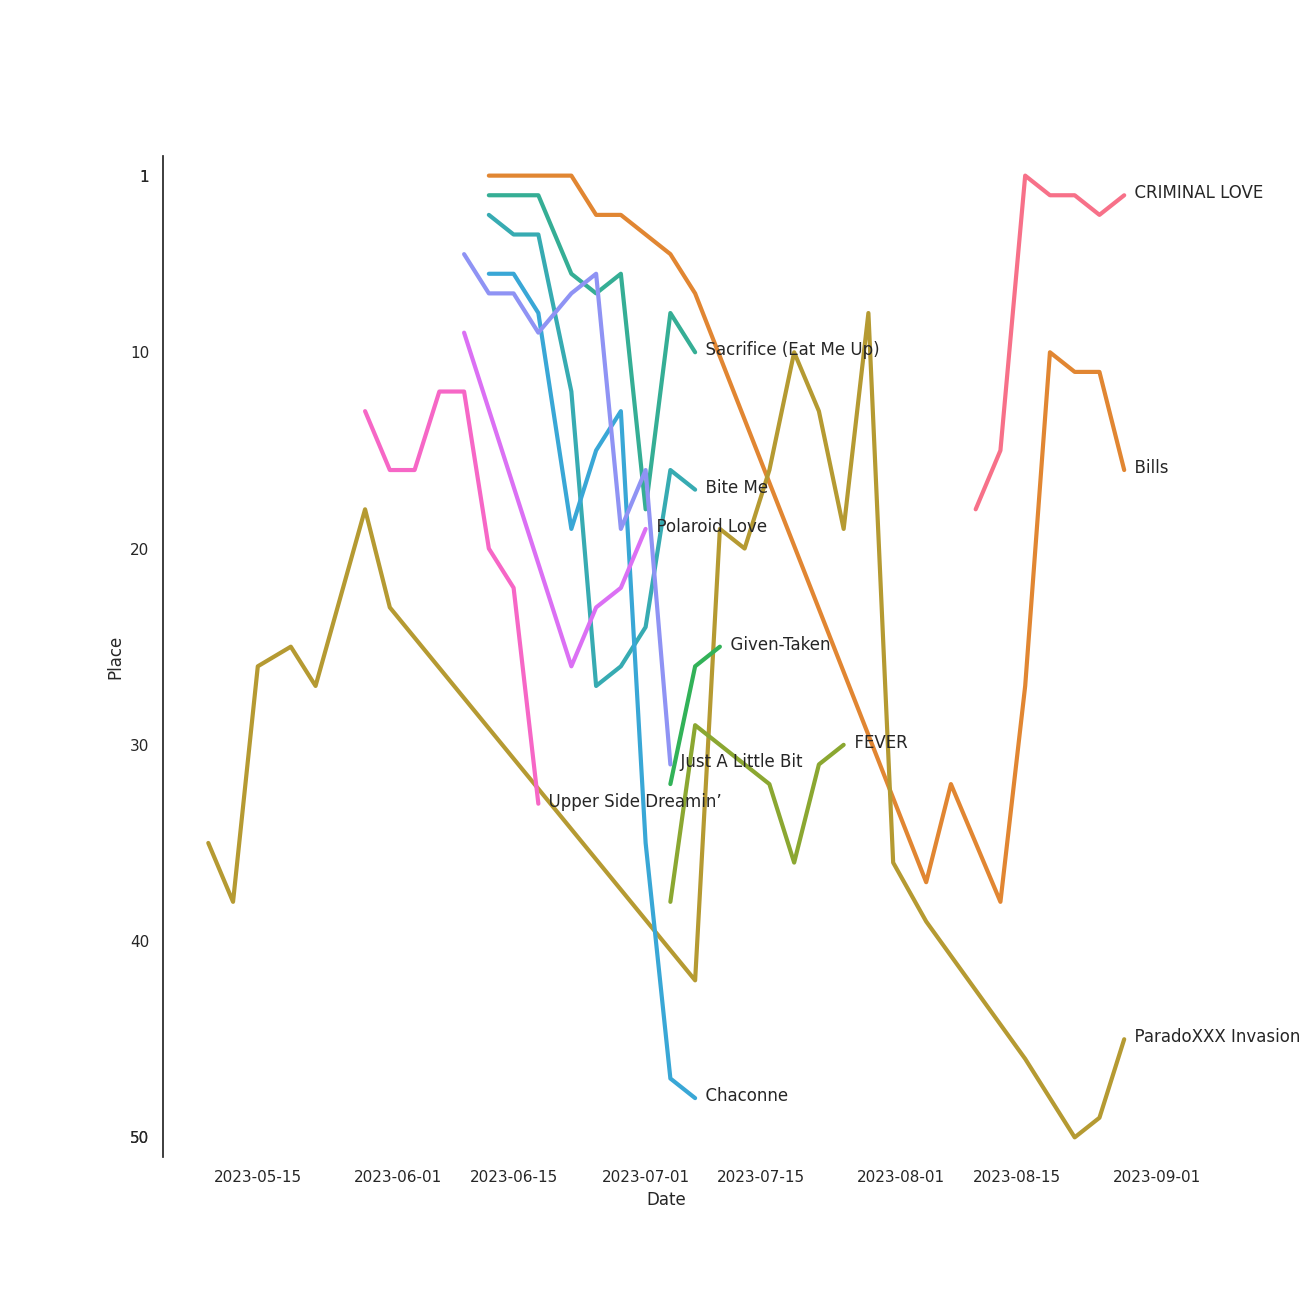 1
CRIMINAL LOVE
10
Sacrifice (Eat Me Up)
Bills
Bite Me
Polaroid Love
20
Given-Taken
Place
30
FEVER
Just A Little Bit
Upper Side Dreamin’
40
ParadoXXX Invasion
Chaconne
50
2023-05-15
2023-06-01
2023-06-15
2023-07-01
2023-07-15
2023-08-01
2023-08-15
2023-09-01
Date